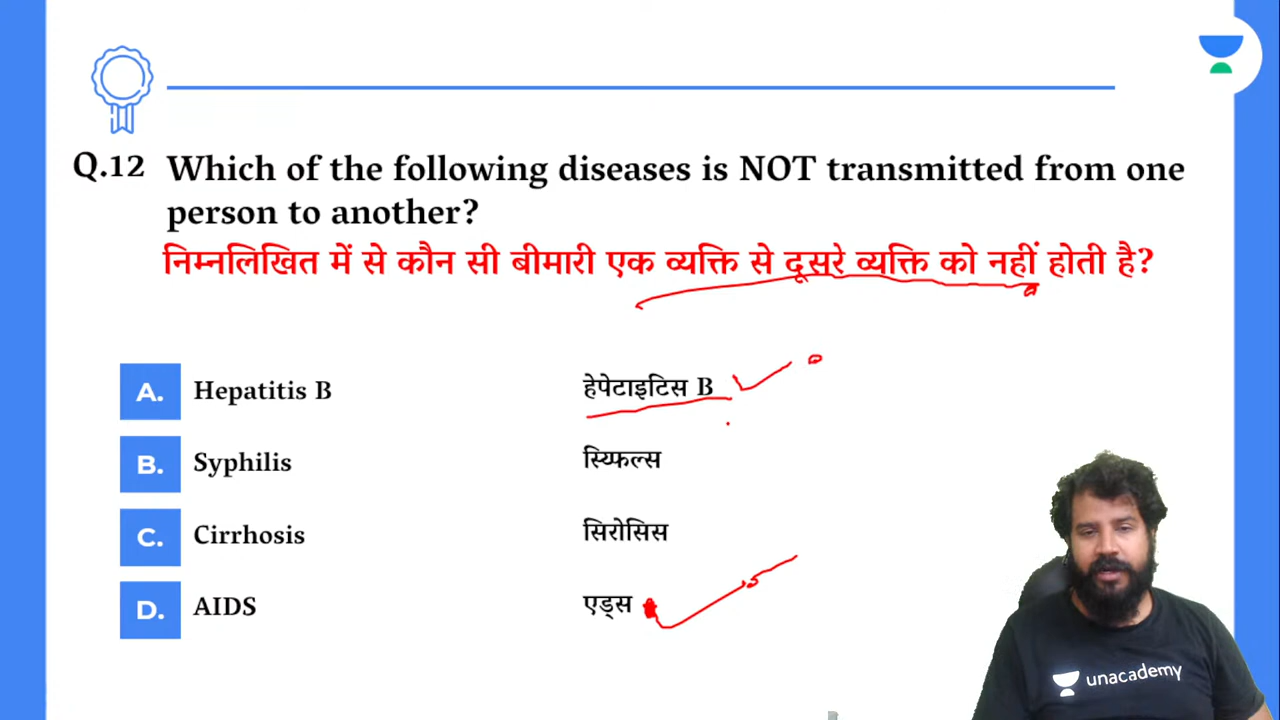 Q.12 Which of the following diseases is NOT transmitted from one
person to another?
निम्नलिखित में से कौन सी बीमारी एक व्यक्ति से दूसरे व्यक्ति को नहीं होती है?
A. Hepatitis B हेपेटाइटिस B
B. Syphilis स्य्फिल्स
C. Cirrhosis सिरोसिस
D. AIDS एड्स
unacademy